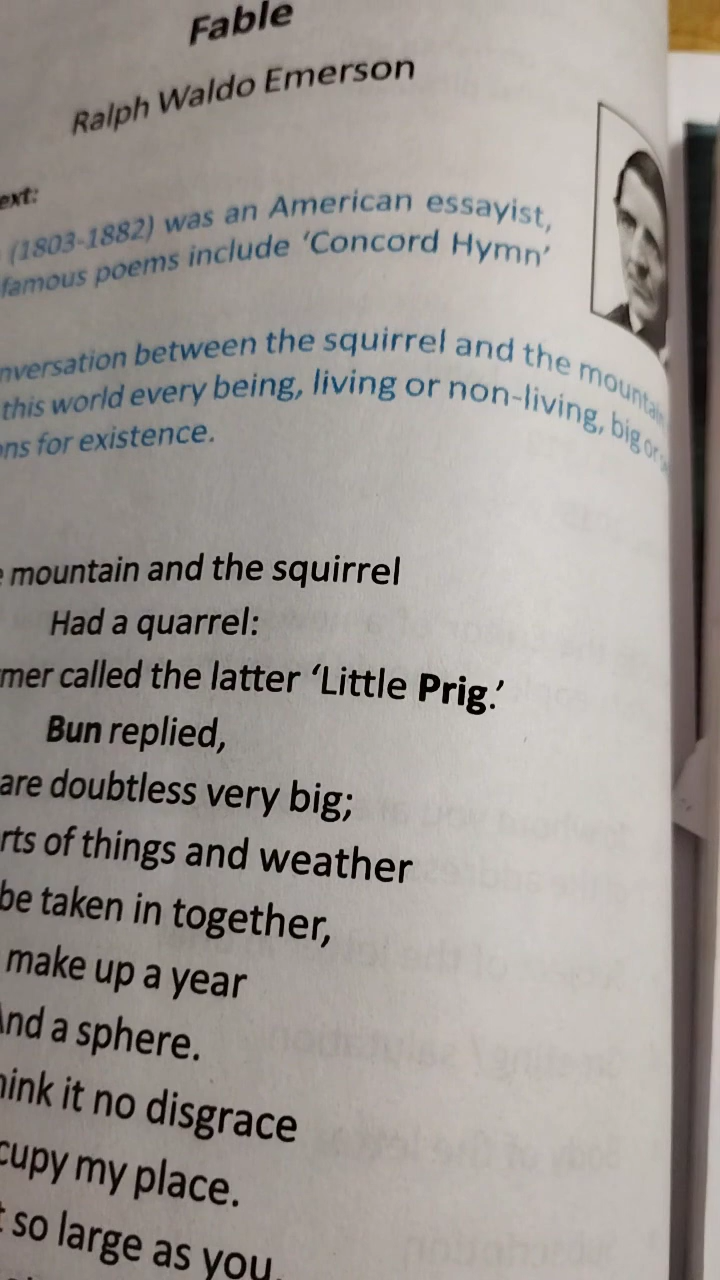 Fable
Ralph Waldo Emerson
ext:
(1803-1882) was an American essayist,
famous poems include ‘Concord Hymn’
nversation between the squirrel and the mountain
this world every being, living or non-living, big or
ns for existence.
mountain and the squirrel
Had a quarrel:
mer called the latter ‘Little Prig.’
Bun replied,
are doubtless very big;
rts of things and weather
be taken in together,
make up a year
And a sphere.
hink it no disgrace
cupy my place.
t so large as you,